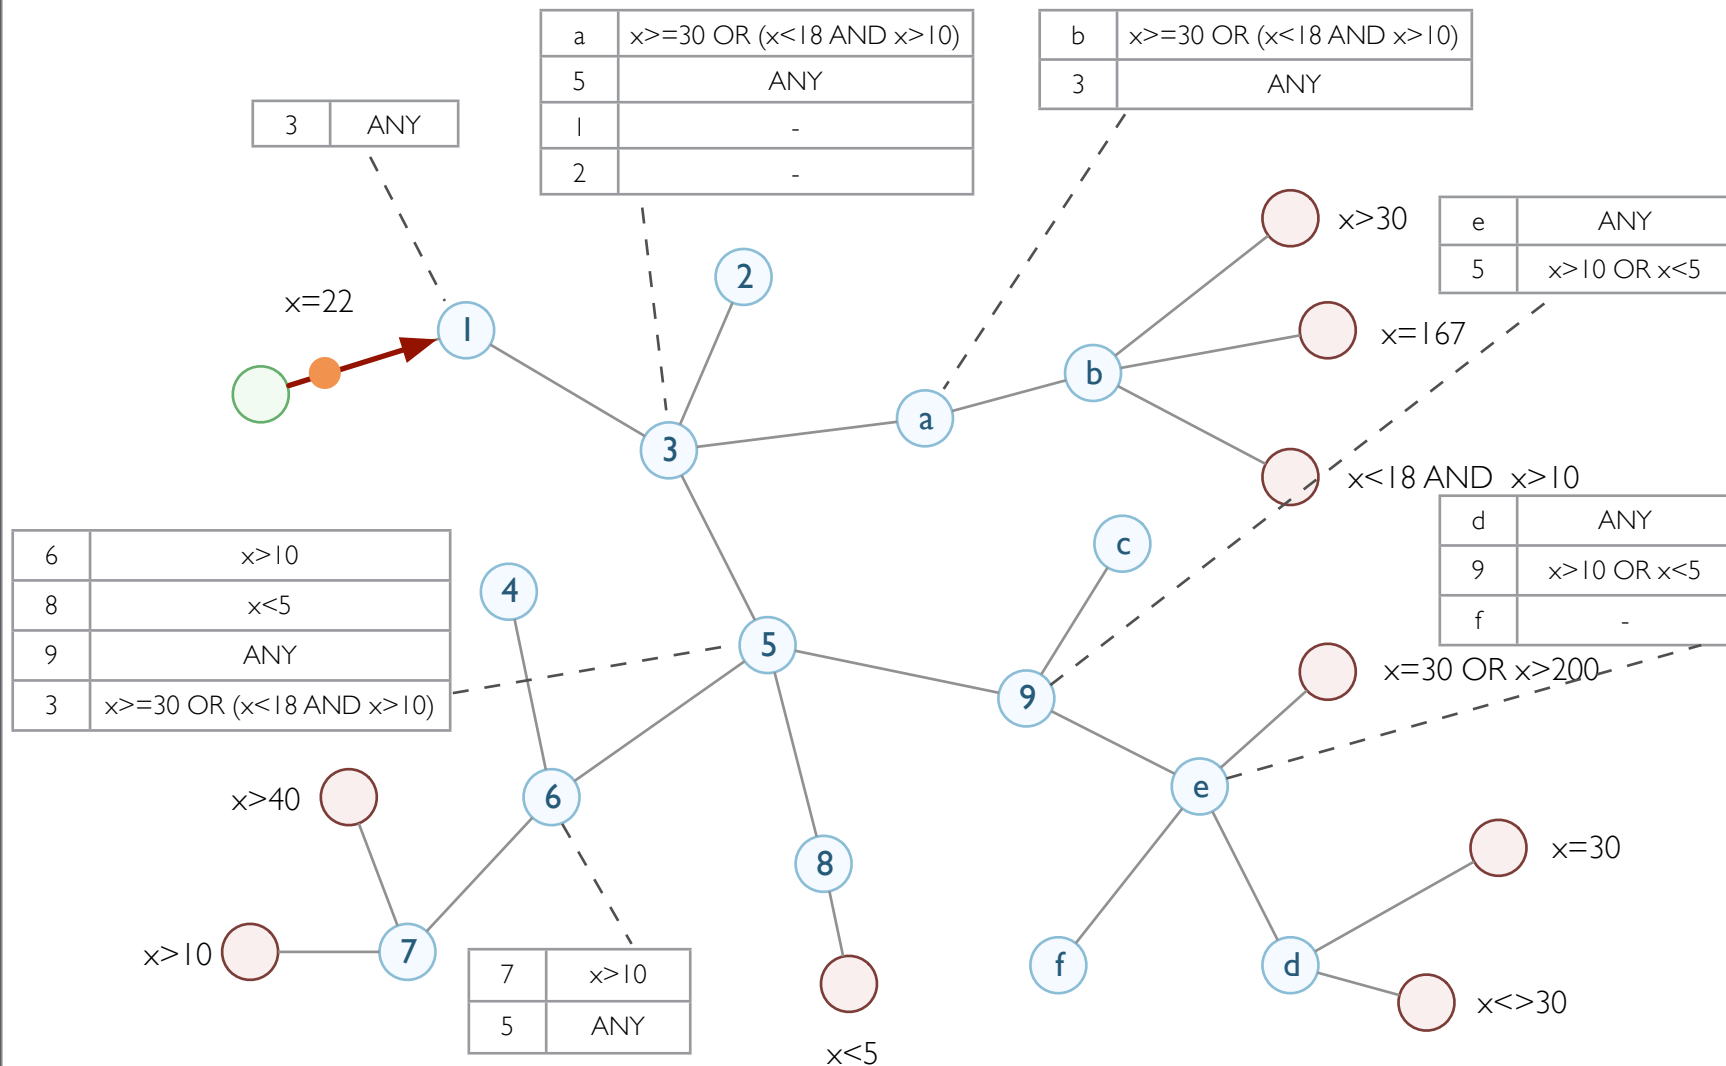 a x>=30 OR (x<18 AND x>10)
5 ANY
1 -
2 -
b x>=30 OR (x<18 AND x>10)
3 ANY
3 ANY
e ANY
5 x>10 OR x<5
x>30
2
x=22
1
x=167
b
a
3
x<18 AND x>10
d ANY
9 x>10 OR x<5
f -
c
6 x>10
8 x<5
9 ANY
3 x>=30 OR (x<18 AND x>10)
4
5
x=30 OR x>200
9
e
x>40
6
8
x=30
x>10
7
f
d
7 x>10
5 ANY
x<>30
x<5